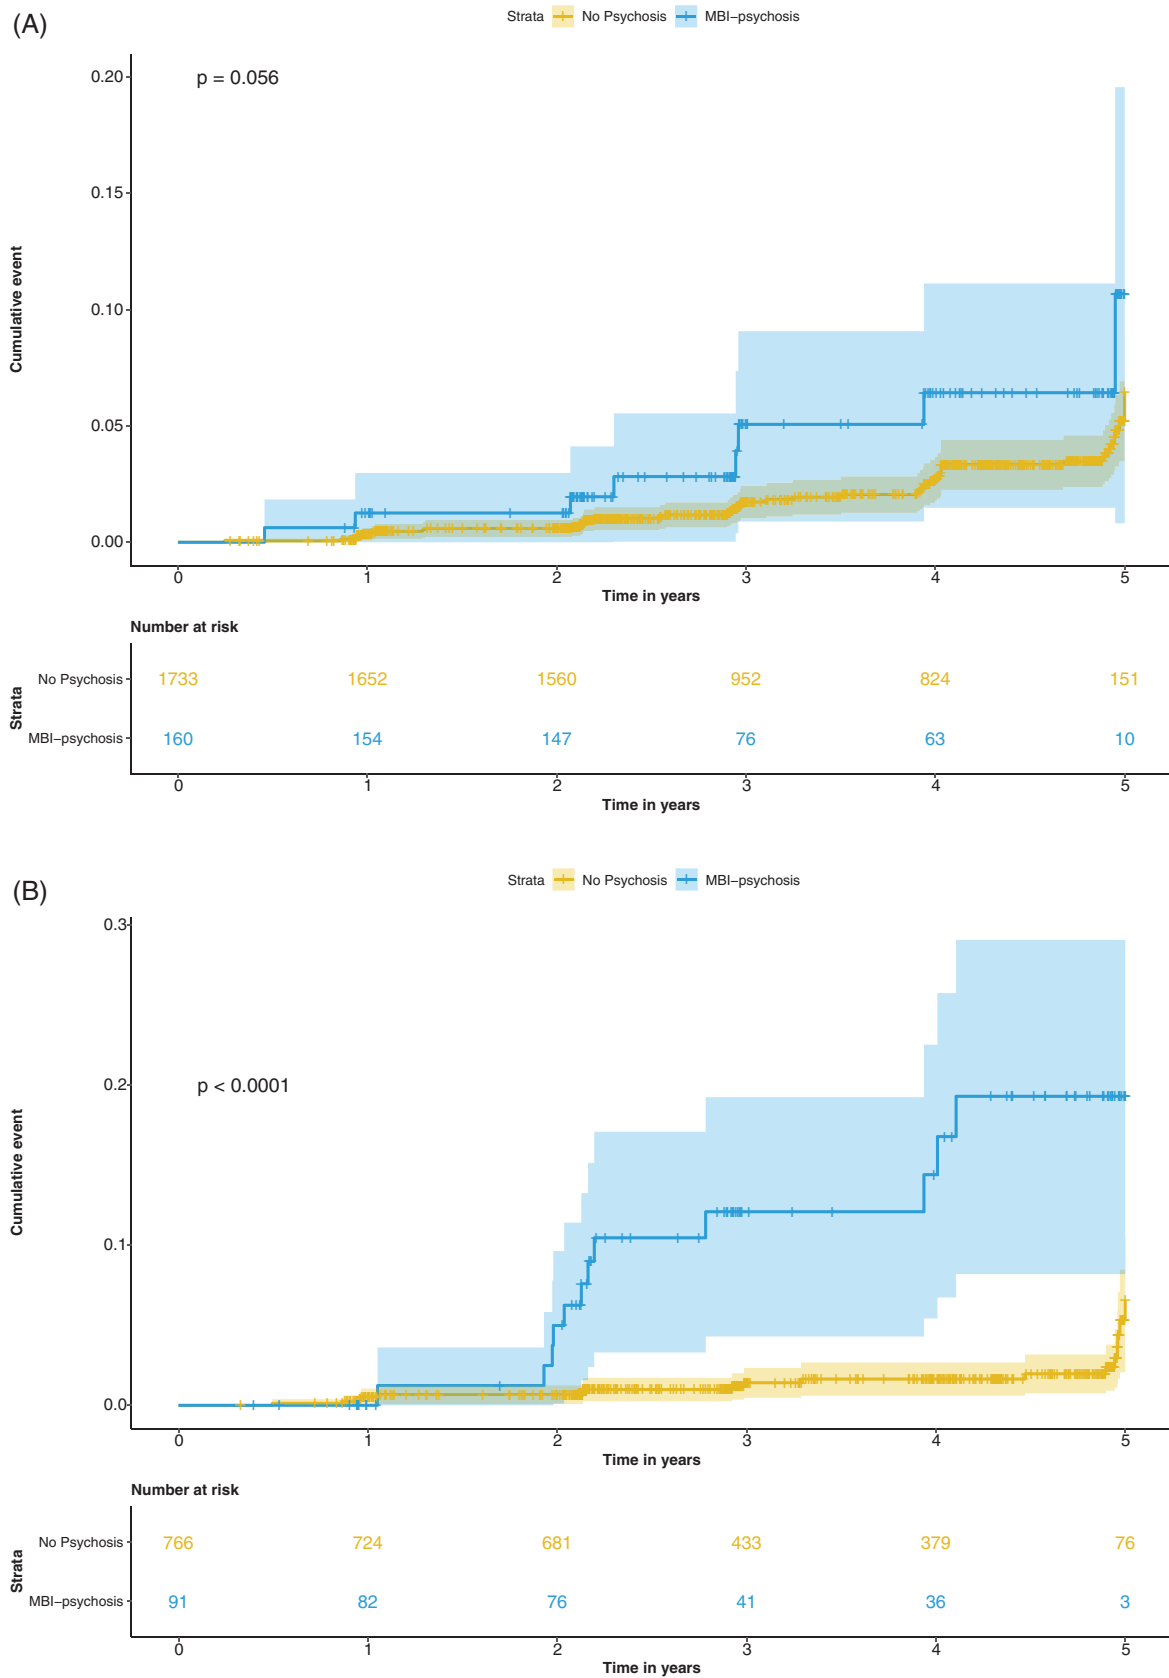 (A)
Strata No Psychosis MBI–psychosis
p = 0.056
0.20
0.15
0.10
0.05
0.00
Cumulative event
0 1 2 3 4 5
Time in years
Number at risk
Strata
No Psychosis 1733 1652 1560 952 824 151
MBI–psychosis 160 154 147 76 63 10
0 1 2 3 4 5
Time in years
(B)
Strata No Psychosis MBI–psychosis
p < 0.0001
0.3
0.2
0.1
0.0
Cumulative event
0 1 2 3 4 5
Time in years
Number at risk
Strata
No Psychosis 766 724 681 433 379 76
MBI–psychosis 91 82 76 41 36 3
0 1 2 3 4 5
Time in years